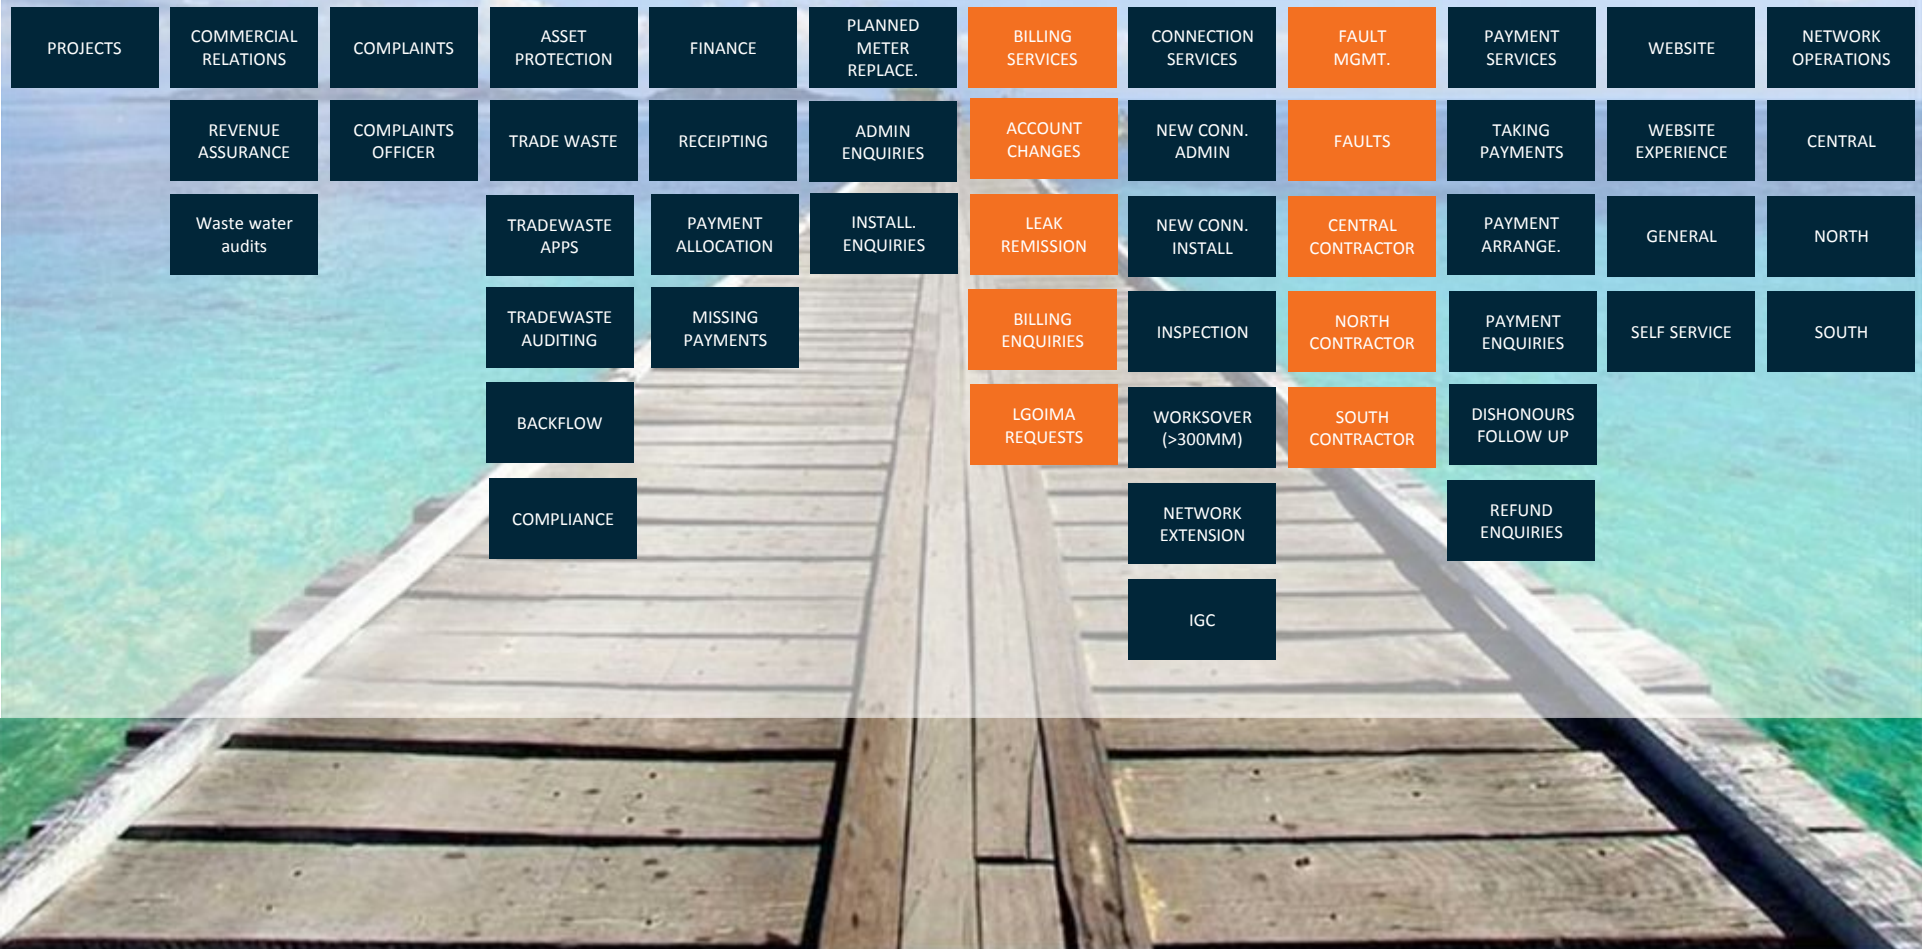 PROJECTS
COMMERCIAL
RELATIONS
COMPLAINTS
ASSET
PROTECTION
FINANCE
PLANNED
METER
REPLACE.
BILLING
SERVICES
CONNECTION
SERVICES
FAULT
MGMT.
PAYMENT
SERVICES
WEBSITE
NETWORK
OPERATIONS
REVENUE
ASSURANCE
COMPLAINTS
OFFICER
TRADE WASTE
RECEIPTING
ADMIN
ENQUIRIES
ACCOUNT
CHANGES
NEW CONN.
ADMIN
FAULTS
TAKING
PAYMENTS
WEBSITE
EXPERIENCE
CENTRAL
Waste water
audits
TRADEWASTE
APPS
PAYMENT
ALLOCATION
INSTALL.
ENQUIRIES
LEAK
REMISSION
NEW CONN.
INSTALL
CENTRAL
CONTRACTOR
PAYMENT
ARRANGE.
GENERAL
NORTH
TRADEWASTE
AUDITING
MISSING
PAYMENTS
BILLING
ENQUIRIES
INSPECTION
NORTH
CONTRACTOR
PAYMENT
ENQUIRIES
SELF SERVICE
SOUTH
BACKFLOW
LGOIMA
REQUESTS
WORKSOVER
(>300MM)
SOUTH
CONTRACTOR
DISHONOURS
FOLLOW UP
COMPLIANCE
NETWORK
EXTENSION
REFUND
ENQUIRIES
IGC